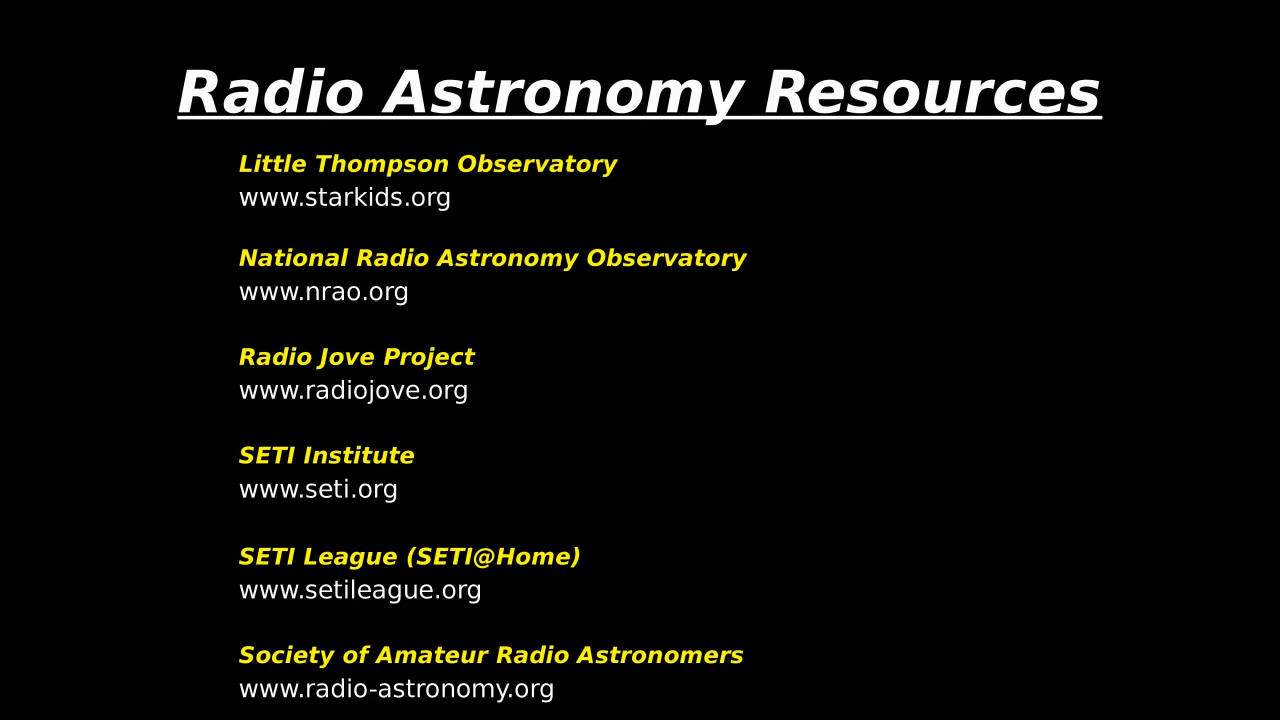 Radio Astronomy Resources
Little Thompson Observatory
www.starkids.org
National Radio Astronomy Observatory
www.nrao.org
Radio Jove Project
www.radiojove.org
SETI Institute
www.seti.org
SETI League (SETI@Home)
www.setileague.org
Society of Amateur Radio Astronomers
www.radio-astronomy.org